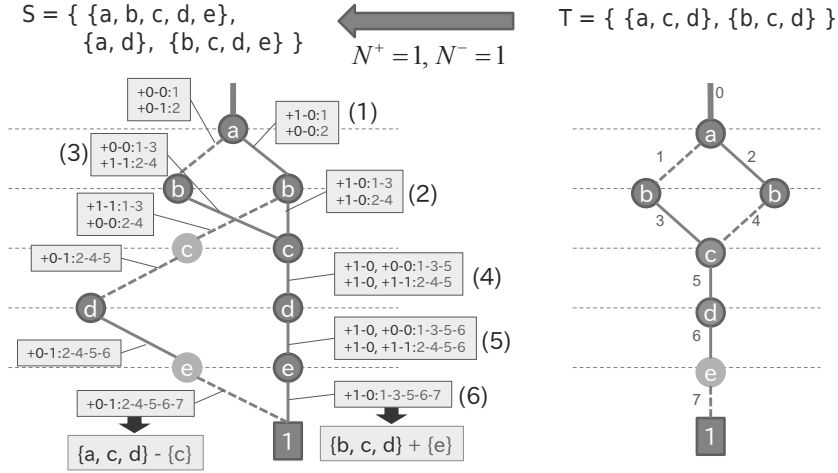 S = { {a, b, c, d, e},
{a, d}, {b, c, d, e} }
N⁺ = 1, N⁻ = 1
T = { {a, c, d}, {b, c, d} }
+0-0:1
+0-1:2
a
+1-0:1
+0-0:2
(1)
(3)
+0-0:1-3
+1-1:2-4
b
b
+1-0:1-3
+1-0:2-4
(2)
+1-1:1-3
+0-0:2-4
c
c
+0-1:2-4-5
+1-0, +0-0:1-3-5
+1-0, +1-1:2-4-5
(4)
d
d
+0-1:2-4-5-6
+1-0, +0-0:1-3-5-6
+1-0, +1-1:2-4-5-6
(5)
e
e
+0-1:2-4-5-6-7
+1-0:1-3-5-6-7
(6)
1
{a, c, d} - {c}
{b, c, d} + {e}
0
a
1
2
b
b
3
4
c
5
d
6
e
7
1